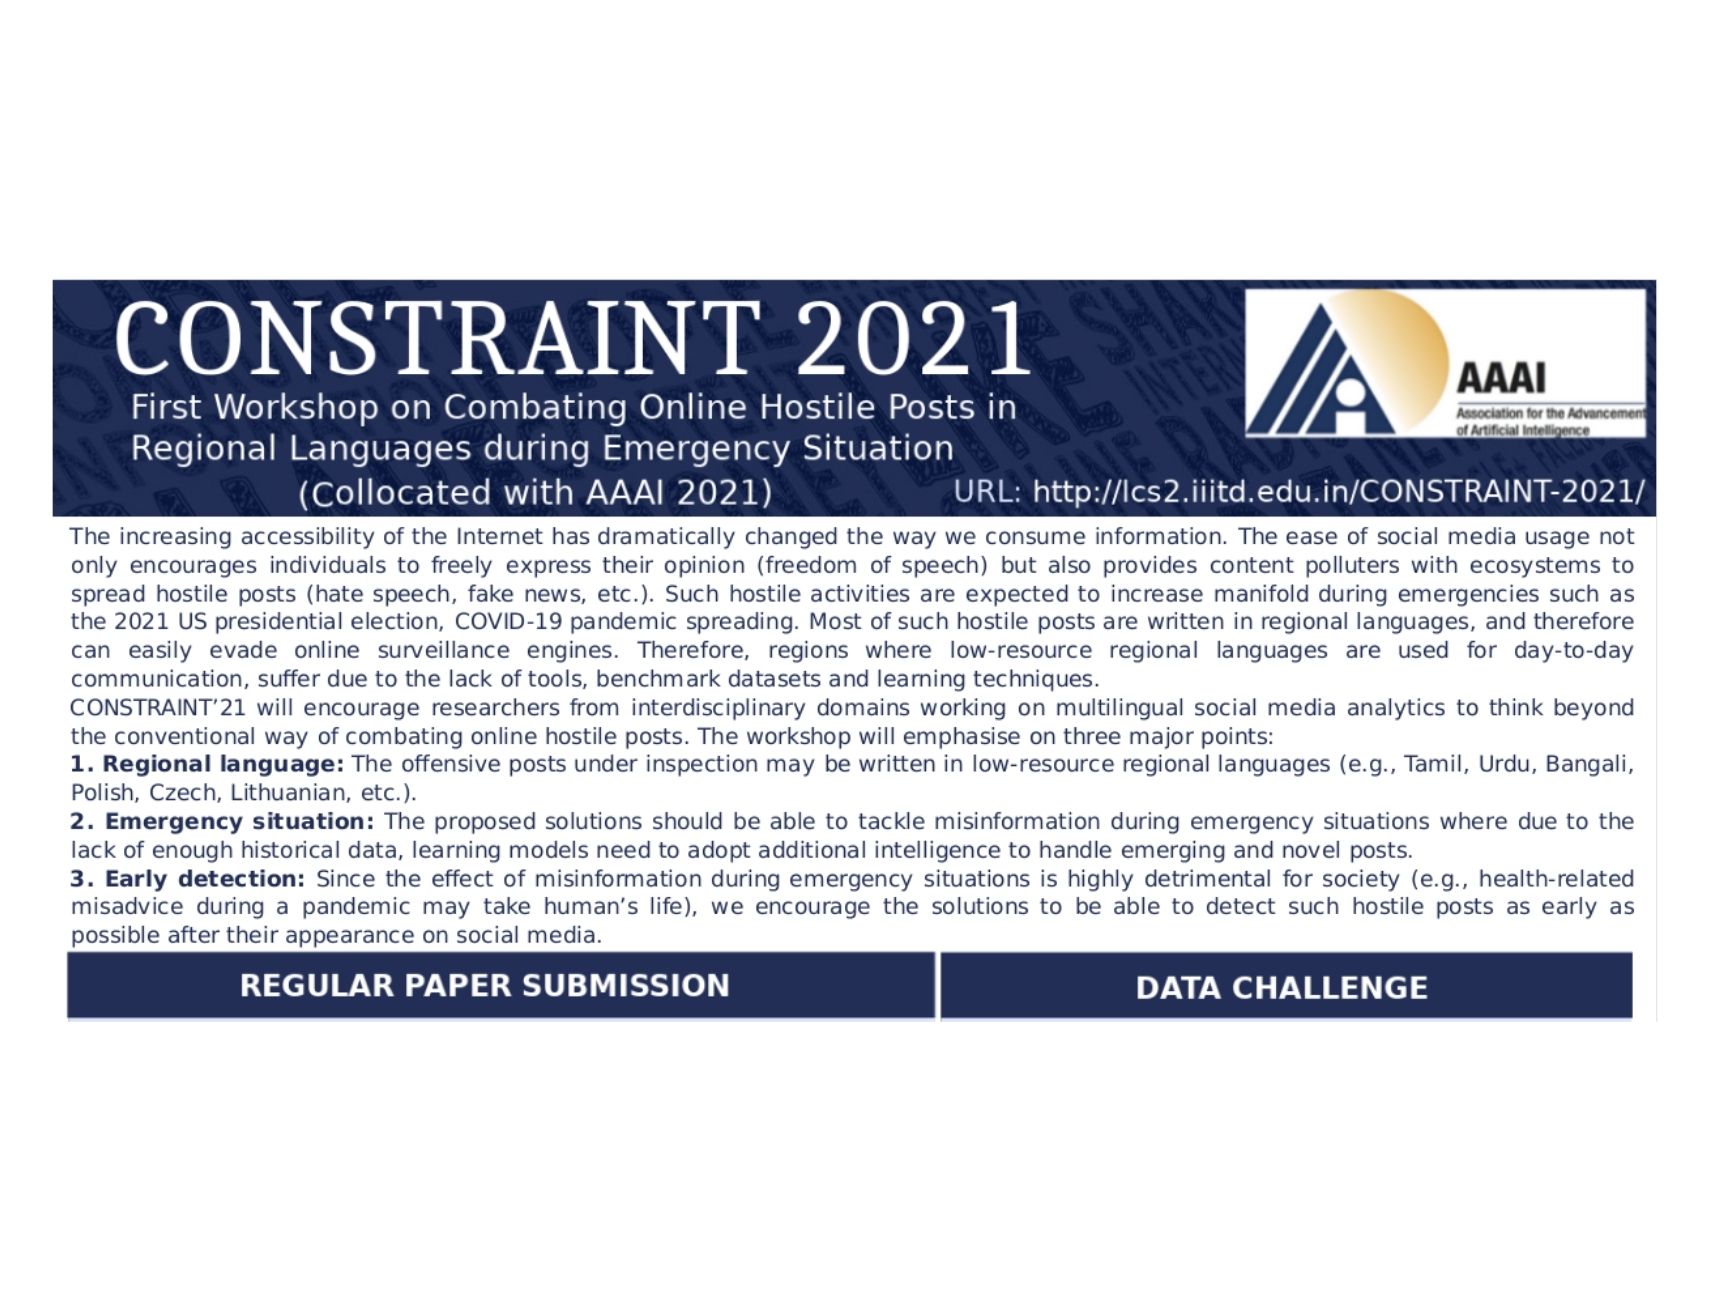 CONSTRAINT 2021
First Workshop on Combating Online Hostile Posts in
Regional Languages during Emergency Situation
(Collocated with AAAI 2021)
AAAI
Association for the Advancement
of Artificial Intelligence
URL: http://lcs2.iiitd.edu.in/CONSTRAINT-2021/
The increasing accessibility of the Internet has dramatically changed the way we consume information. The ease of social media usage not
only encourages individuals to freely express their opinion (freedom of speech) but also provides content polluters with ecosystems to
spread hostile posts (hate speech, fake news, etc.). Such hostile activities are expected to increase manifold during emergencies such as
the 2021 US presidential election, COVID-19 pandemic spreading. Most of such hostile posts are written in regional languages, and therefore
can easily evade online surveillance engines. Therefore, regions where low-resource regional languages are used for day-to-day
communication, suffer due to the lack of tools, benchmark datasets and learning techniques.
CONSTRAINT’21 will encourage researchers from interdisciplinary domains working on multilingual social media analytics to think beyond
the conventional way of combating online hostile posts. The workshop will emphasise on three major points:
1. Regional language: The offensive posts under inspection may be written in low-resource regional languages (e.g., Tamil, Urdu, Bangali,
Polish, Czech, Lithuanian, etc.).
2. Emergency situation: The proposed solutions should be able to tackle misinformation during emergency situations where due to the
lack of enough historical data, learning models need to adopt additional intelligence to handle emerging and novel posts.
3. Early detection: Since the effect of misinformation during emergency situations is highly detrimental for society (e.g., health-related
misadvice during a pandemic may take human’s life), we encourage the solutions to be able to detect such hostile posts as early as
possible after their appearance on social media.
REGULAR PAPER SUBMISSION
DATA CHALLENGE